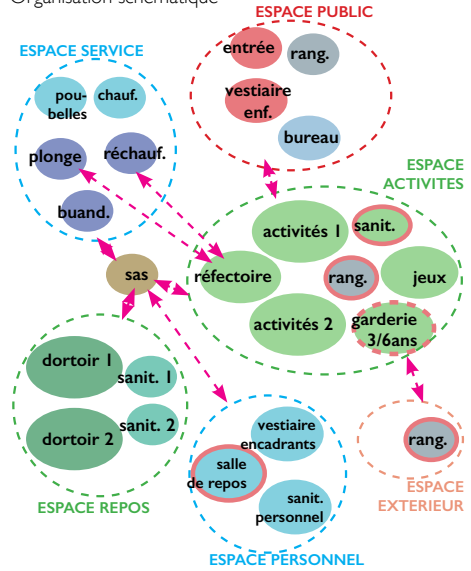 Organisation schématique
ESPACE PUBLIC
entrée
rang.
vestiaire
enf.
bureau
ESPACE SERVICE
pou-
belles
chauf.
plonge
réchauf.
buand.
sas
ESPACE
ACTIVITES
activités 1
sanit.
réfectoire
rang.
jeux
activités 2
garderie
3/6ans
dortoir 1
sanit. 1
dortoir 2
sanit. 2
ESPACE REPOS
vestiaire
encadrants
salle
de repos
sanit.
personnel
ESPACE PERSONNEL
rang.
ESPACE
EXTERIEUR